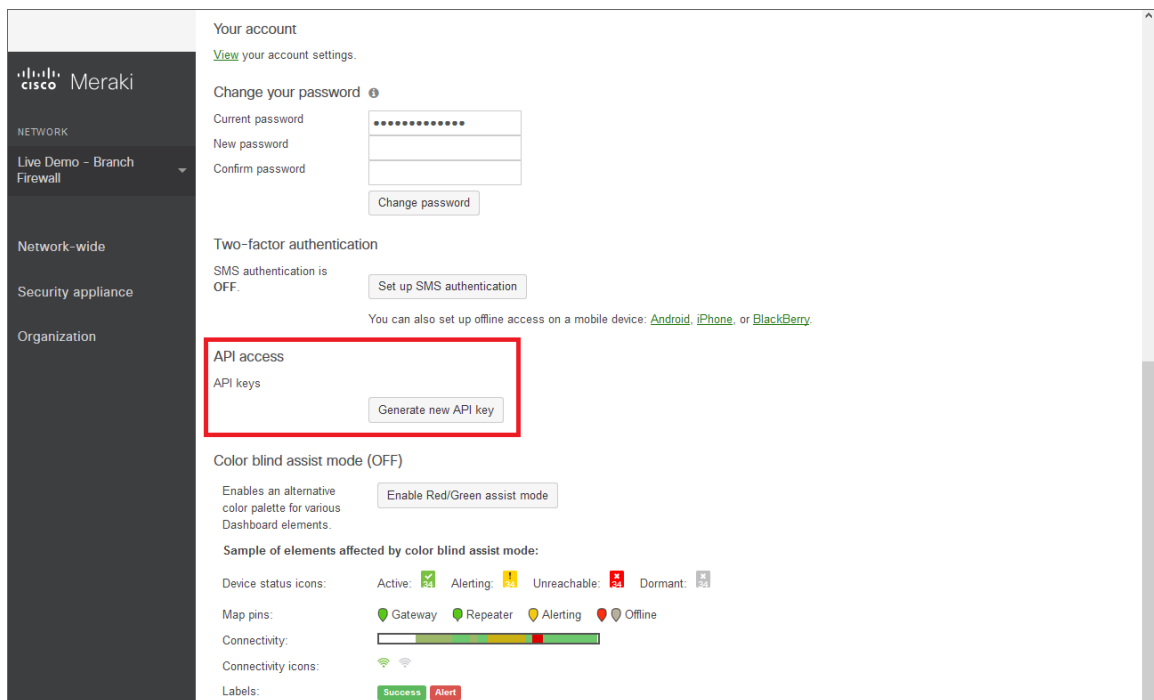 Your account
View your account settings.
cisco Meraki
Change your password
NETWORK
Current password
New password
Live Demo - Branch
Firewall
Confirm password
Change password
Network-wide
Two-factor authentication
SMS authentication is
OFF.
Set up SMS authentication
Security appliance
You can also set up offline access on a mobile device: Android, iPhone, or BlackBerry.
Organization
API access
API keys
Generate new API key
Color blind assist mode (OFF)
Enables an alternative
color palette for various
Dashboard elements.
Enable Red/Green assist mode
Sample of elements affected by color blind assist mode:
Device status icons: Active: 34 Alerting: 34 Unreachable: 34 Dormant: 34
Map pins: Gateway Repeater Alerting Offline
Connectivity:
Connectivity icons:
Labels: Success Alert